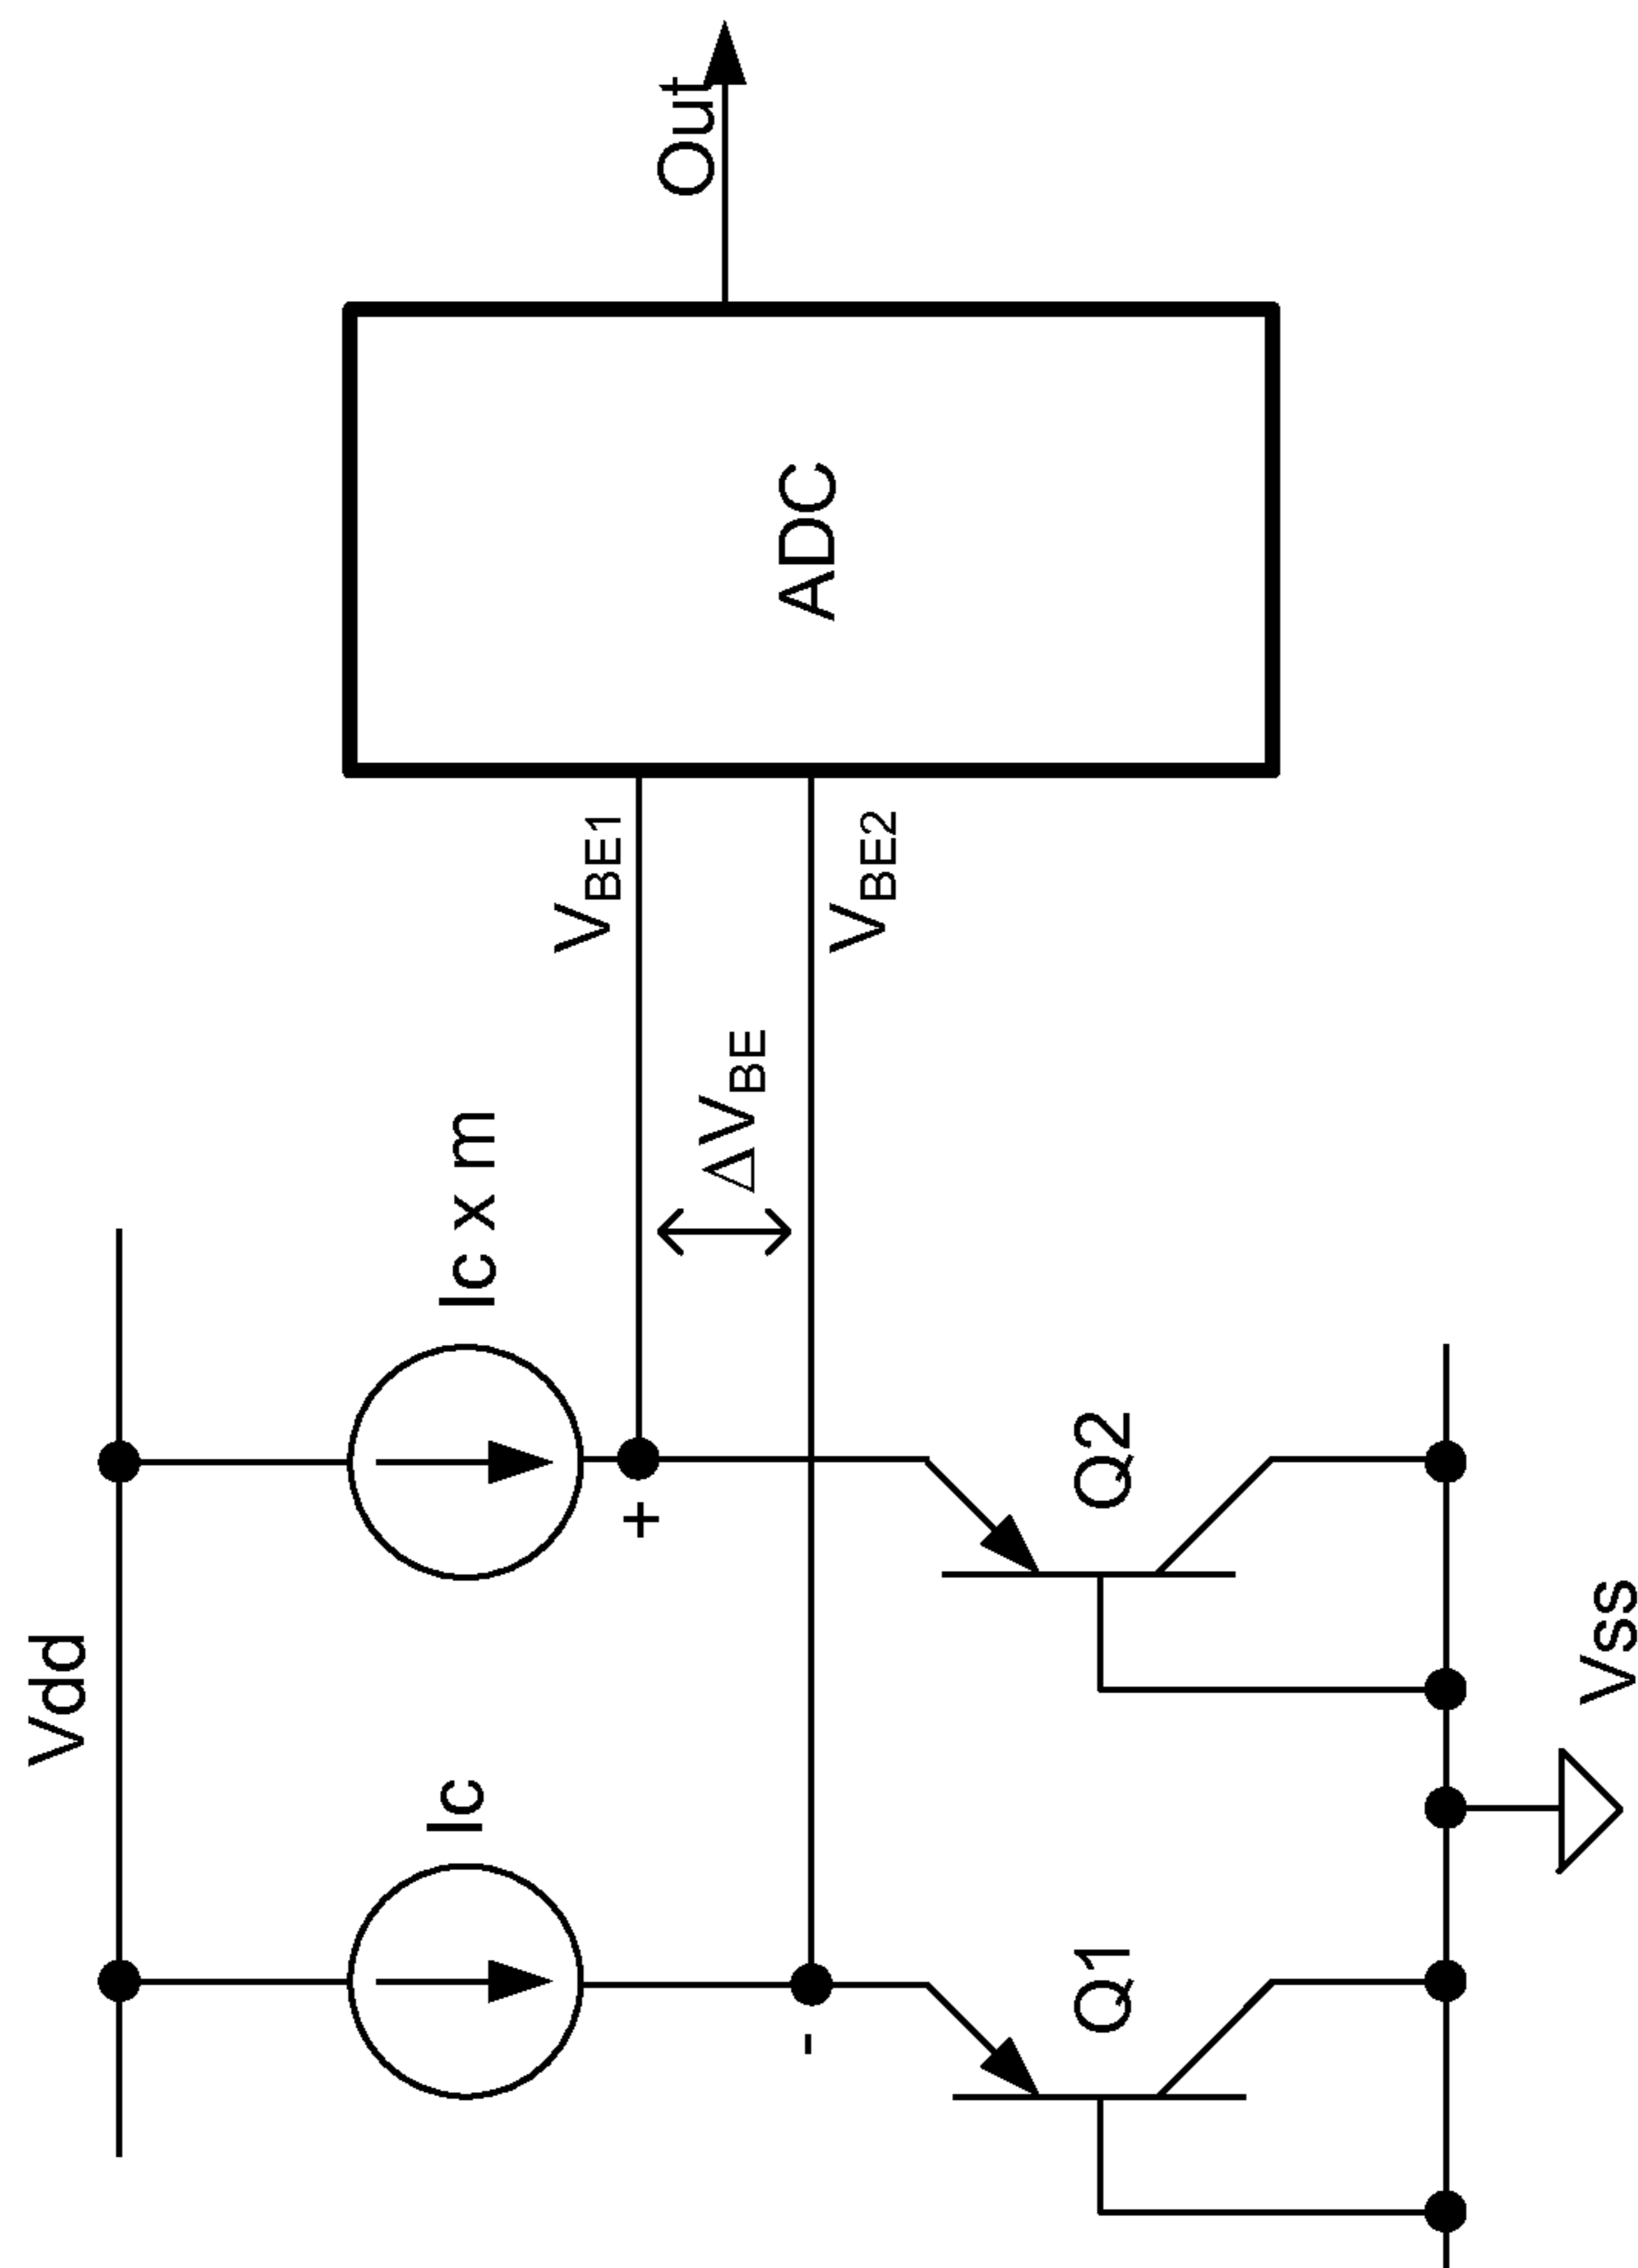 Vdd
Ic
Ic x m
+
-
ΔV_BE
V_BE1
V_BE2
ADC
Out
Q1
Q2
Vss